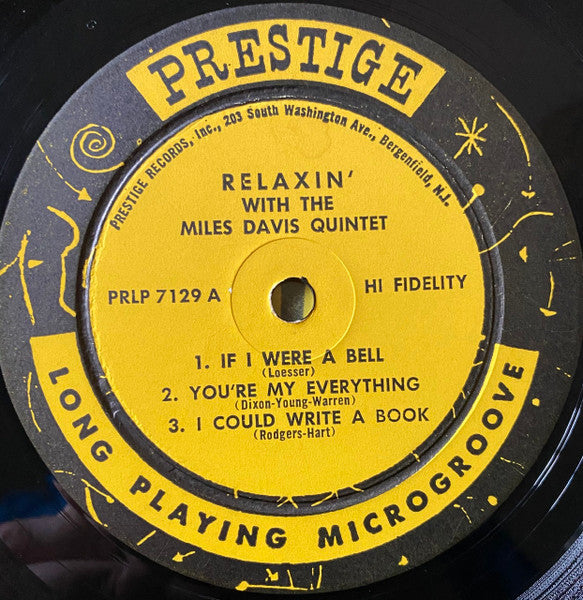 PRESTIGE
PRESTIGE RECORDS, Inc., 203 South Washington Ave., Bergenfield, N.J.
RELAXIN'
WITH THE
MILES DAVIS QUINTET
PRLP 7129 A
HI FIDELITY
1. IF I WERE A BELL
(Loesser)
2. YOU'RE MY EVERYTHING
(Dixon-Young-Warren)
3. I COULD WRITE A BOOK
(Rodgers-Hart)
LONG PLAYING MICROGROOVE